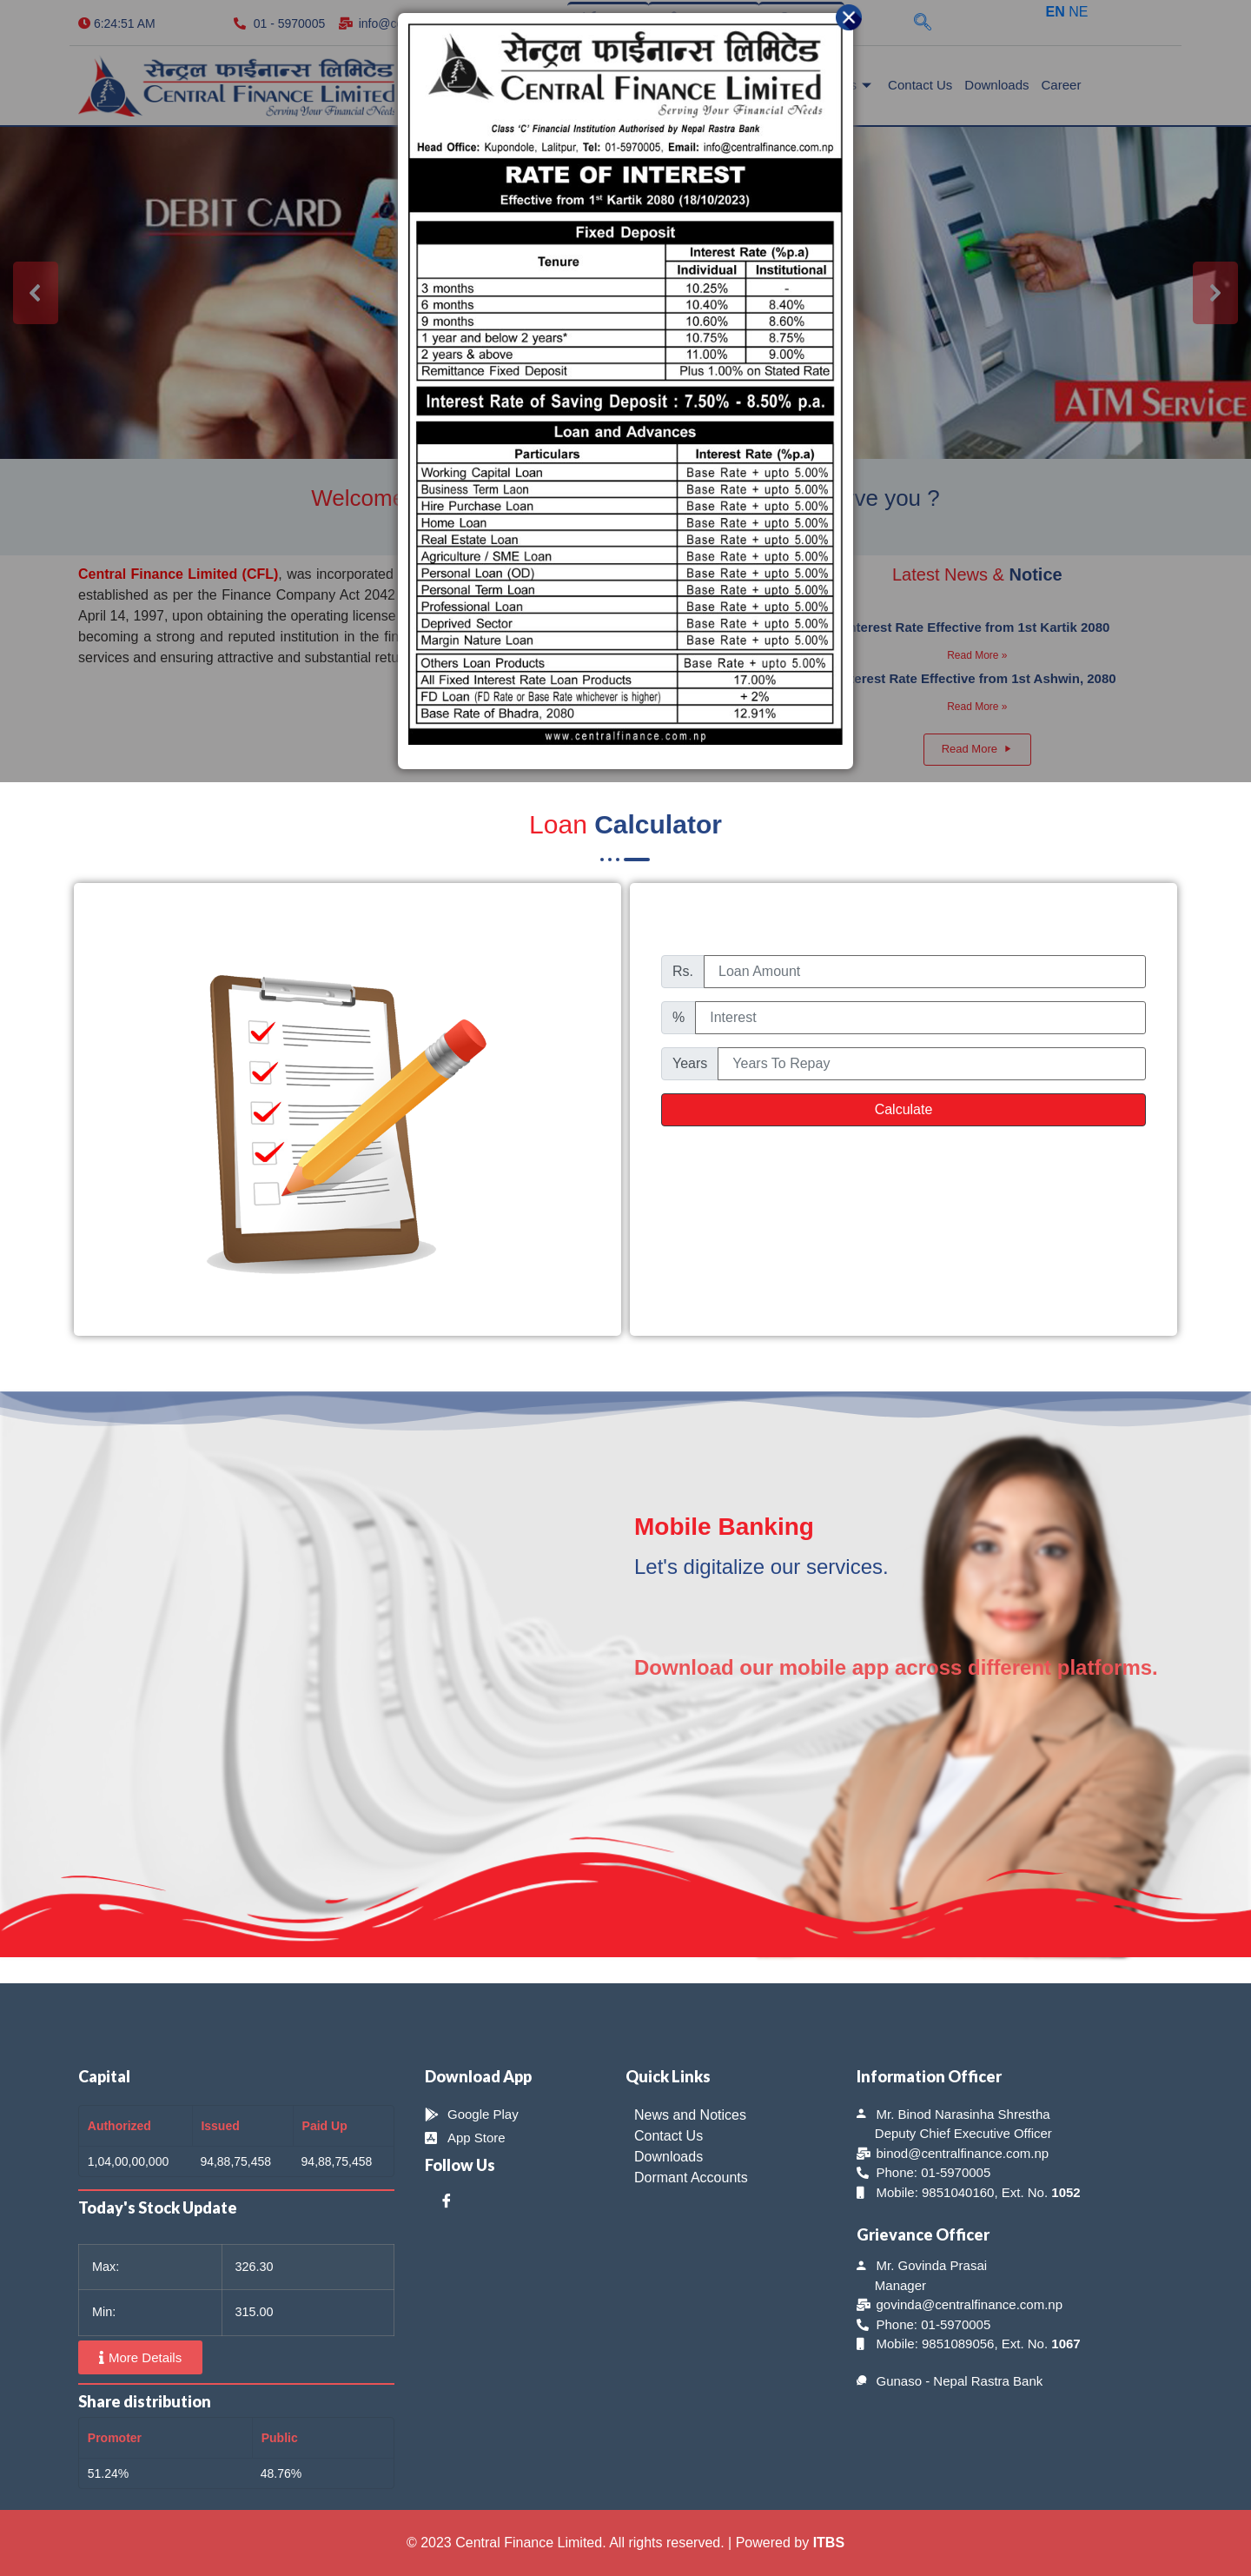 6:24:51 AM
01 - 5970005
info@c
EN NE
सेन्ट्रल फाईनान्स लिमिटेड
CENTRAL FINANCE LIMITED
Serving Your Financial Needs
Contact Us
Downloads
Career
DEBIT CARD
ATM SERVICE
सेन्ट्रल फाईनान्स लिमिटेड
CENTRAL FINANCE LIMITED
Serving Your Financial Needs
Class 'C' Financial Institution Authorised by Nepal Rastra Bank
Head Office: Kupondole, Lalitpur, Tel: 01-5970005, Email: info@centralfinance.com.np
RATE OF INTEREST
Effective from 1st Kartik 2080 (18/10/2023)
Fixed Deposit
Tenure Interest Rate (%p.a)
Individual Institutional
3 months 10.25% -
6 months 10.40% 8.40%
9 months 10.60% 8.60%
1 year and below 2 years* 10.75% 8.75%
2 years & above 11.00% 9.00%
Remittance Fixed Deposit Plus 1.00% on Stated Rate
Interest Rate of Saving Deposit : 7.50% - 8.50% p.a.
Loan and Advances
Particulars Interest Rate (%p.a)
Working Capital Loan Base Rate + upto 5.00%
Business Term Laon Base Rate + upto 5.00%
Hire Purchase Loan Base Rate + upto 5.00%
Home Loan Base Rate + upto 5.00%
Real Estate Loan Base Rate + upto 5.00%
Agriculture / SME Loan Base Rate + upto 5.00%
Personal Loan (OD) Base Rate + upto 5.00%
Personal Term Loan Base Rate + upto 5.00%
Professional Loan Base Rate + upto 5.00%
Deprived Sector Base Rate + upto 5.00%
Margin Nature Loan Base Rate + upto 5.00%
Others Loan Products Base Rate + upto 5.00%
All Fixed Interest Rate Loan Products 17.00%
FD Loan (FD Rate or Base Rate whichever is higher) + 2%
Base Rate of Bhadra, 2080 12.91%
www.centralfinance.com.np
Welcome
ve you ?
Central Finance Limited (CFL), was incorporated
established as per the Finance Company Act 2042
April 14, 1997, upon obtaining the operating license
becoming a strong and reputed institution in the fin
services and ensuring attractive and substantial retu
Latest News & Notice
nterest Rate Effective from 1st Kartik 2080
Read More »
erest Rate Effective from 1st Ashwin, 2080
Read More »
Read More
Loan Calculator
Rs. Loan Amount
% Interest
Years Years To Repay
Calculate
Mobile Banking
Let's digitalize our services.
Download our mobile app across different platforms.
Capital
Authorized Issued Paid Up
1,04,00,00,000 94,88,75,458 94,88,75,458
Today's Stock Update
Max: 326.30
Min: 315.00
More Details
Share distribution
Promoter Public
51.24% 48.76%
Download App
Google Play
App Store
Follow Us
Quick Links
News and Notices
Contact Us
Downloads
Dormant Accounts
Information Officer
Mr. Binod Narasinha Shrestha
Deputy Chief Executive Officer
binod@centralfinance.com.np
Phone: 01-5970005
Mobile: 9851040160, Ext. No. 1052
Grievance Officer
Mr. Govinda Prasai
Manager
govinda@centralfinance.com.np
Phone: 01-5970005
Mobile: 9851089056, Ext. No. 1067
Gunaso - Nepal Rastra Bank
© 2023 Central Finance Limited. All rights reserved. | Powered by ITBS